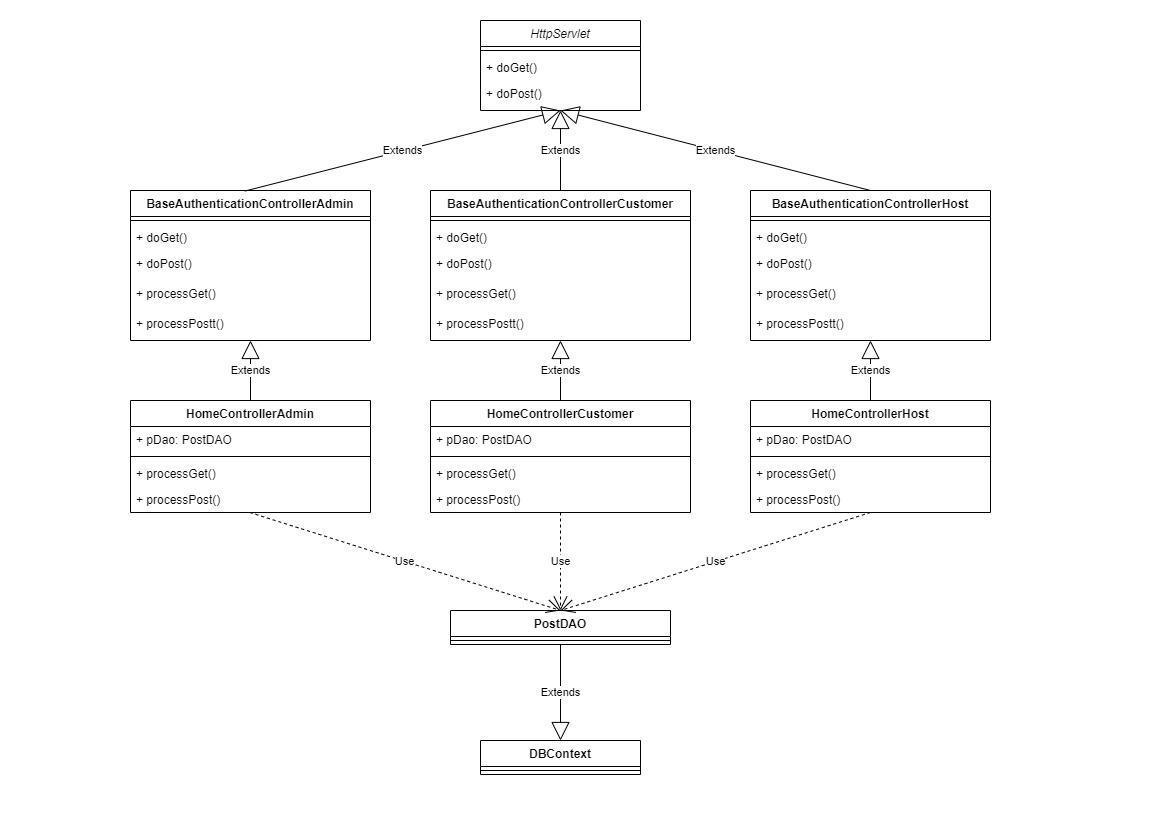 HttpServlet
+ doGet()
+ doPost()
Extends
Extends
Extends
BaseAuthenticationControllerAdmin
+ doGet()
+ doPost()
+ processGet()
+ processPostt()
BaseAuthenticationControllerCustomer
+ doGet()
+ doPost()
+ processGet()
+ processPostt()
BaseAuthenticationControllerHost
+ doGet()
+ doPost()
+ processGet()
+ processPostt()
Extends
Extends
Extends
HomeControllerAdmin
+ pDao: PostDAO
+ processGet()
+ processPost()
HomeControllerCustomer
+ pDao: PostDAO
+ processGet()
+ processPost()
HomeControllerHost
+ pDao: PostDAO
+ processGet()
+ processPost()
Use
Use
Use
PostDAO
Extends
DBContext